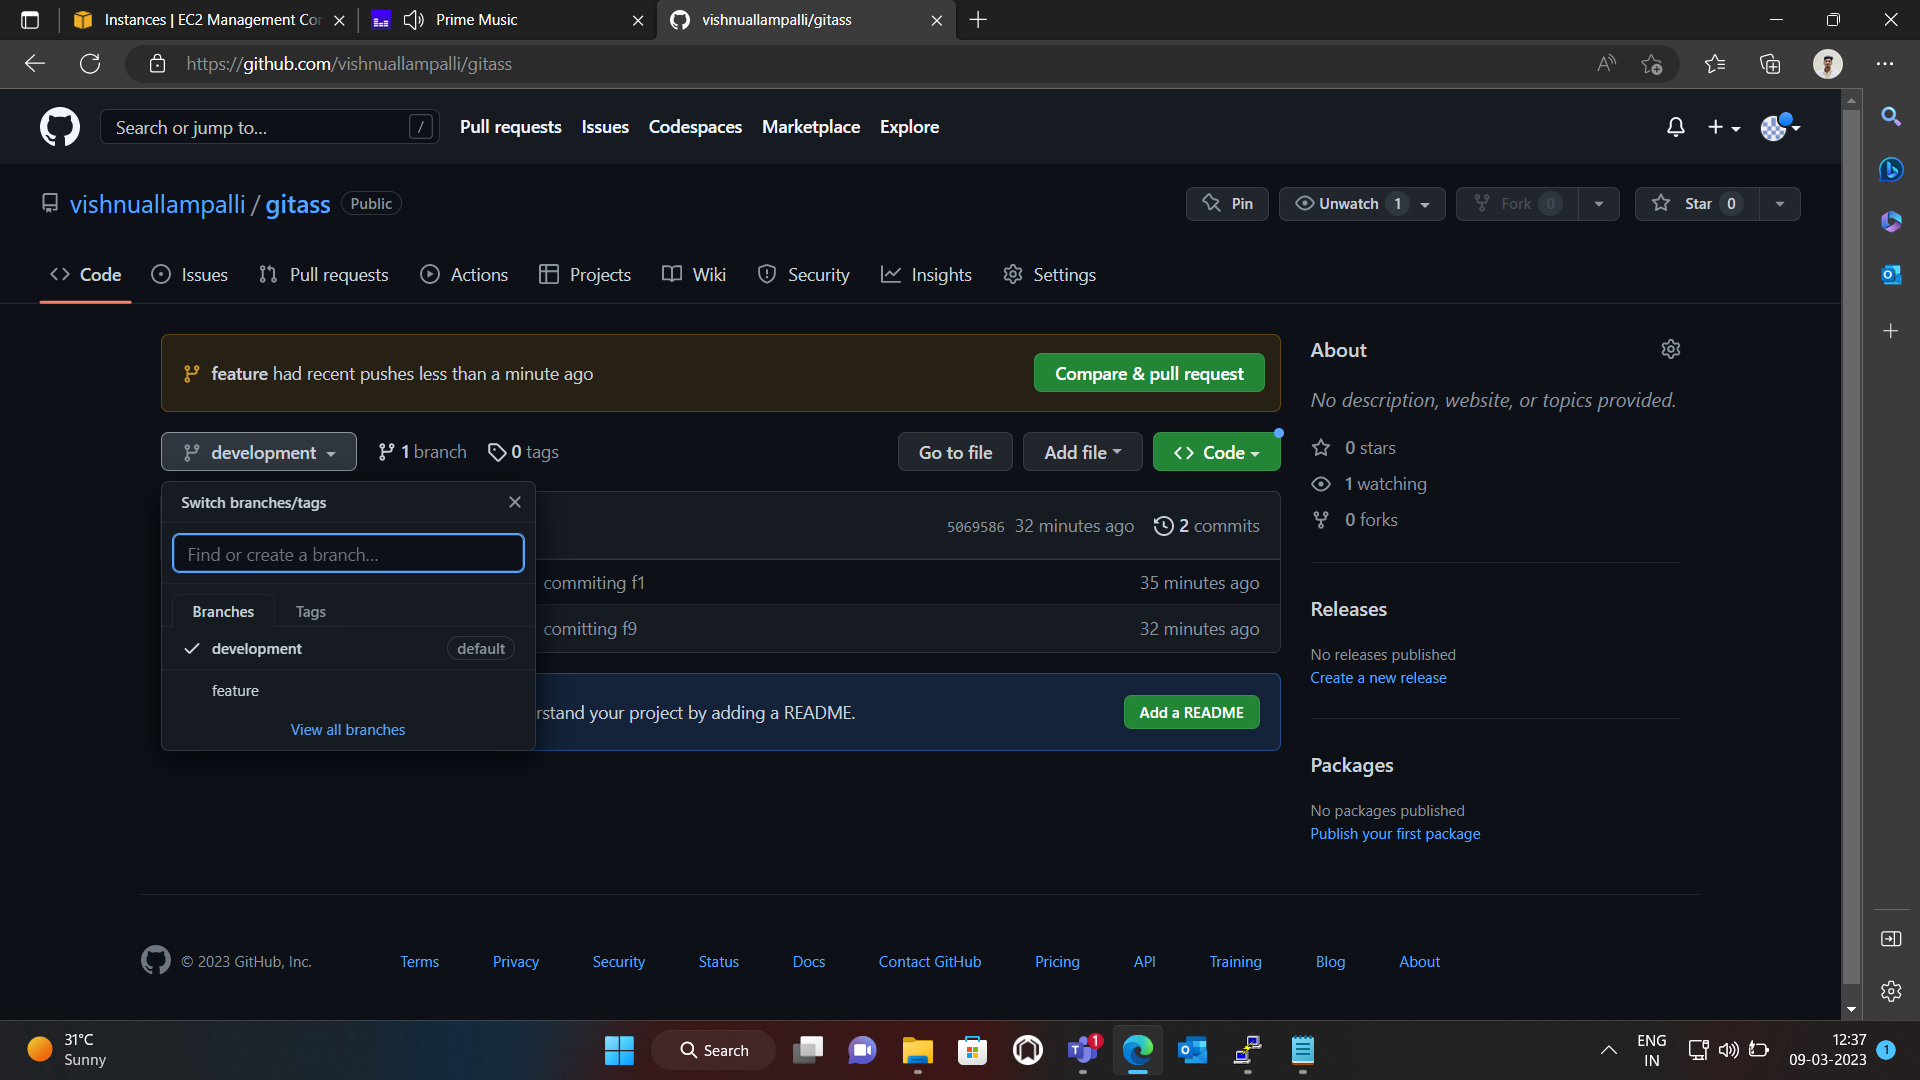 Instances | EC2 Management Co
Prime Music
vishnuallampalli/gitass
https://github.com/vishnuallampalli/gitass
Search or jump to...
/
Pull requests
Issues
Codespaces
Marketplace
Explore
vishnuallampalli / gitass
Public
Pin
Unwatch 1
Fork 0
Star 0
Code
Issues
Pull requests
Actions
Projects
Wiki
Security
Insights
Settings
feature had recent pushes less than a minute ago
Compare & pull request
About
No description, website, or topics provided.
development
1 branch
0 tags
Go to file
Add file
Code
0 stars
1 watching
0 forks
Switch branches/tags
Find or create a branch...
5069586 32 minutes ago
2 commits
commiting f1
35 minutes ago
Branches
Tags
comitting f9
32 minutes ago
development
default
feature
View all branches
rstand your project by adding a README.
Add a README
Releases
No releases published
Create a new release
Packages
No packages published
Publish your first package
© 2023 GitHub, Inc.
Terms
Privacy
Security
Status
Docs
Contact GitHub
Pricing
API
Training
Blog
About
31°C
Sunny
Search
1
ENG
IN
12:37
09-03-2023
1